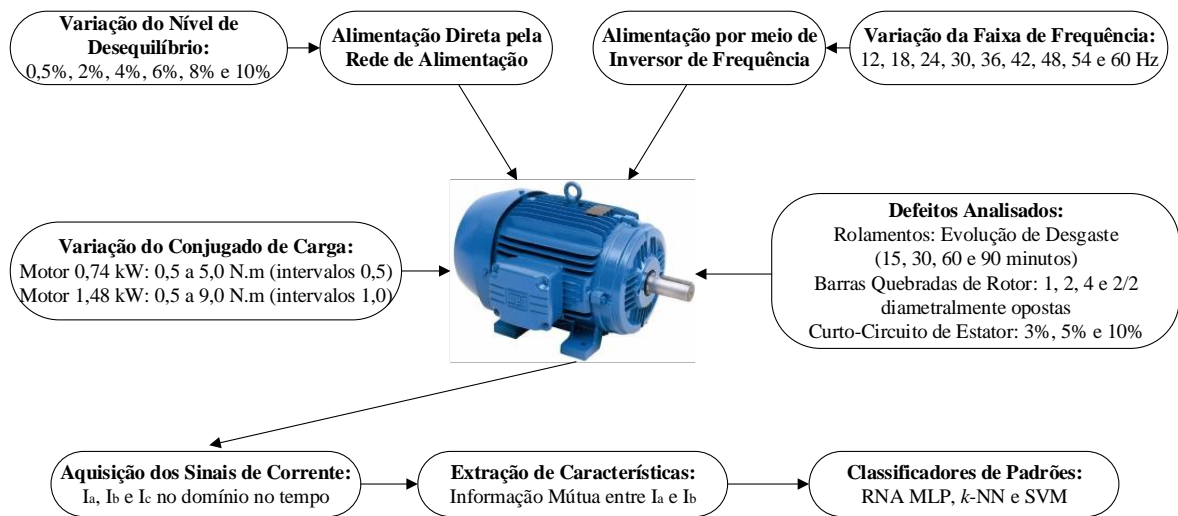 Variação do Nível de
Desequilíbrio:
0,5%, 2%, 4%, 6%, 8% e 10%
Alimentação Direta pela
Rede de Alimentação
Alimentação por meio de
Inversor de Frequência
Variação da Faixa de Frequência:
12, 18, 24, 30, 36, 42, 48, 54 e 60 Hz
Variação do Conjugado de Carga:
Motor 0,74 kW: 0,5 a 5,0 N.m (intervalos 0,5)
Motor 1,48 kW: 0,5 a 9,0 N.m (intervalos 1,0)
Defeitos Analisados:
Rolamentos: Evolução de Desgaste
(15, 30, 60 e 90 minutos)
Barras Quebradas de Rotor: 1, 2, 4 e 2/2
diametralmente opostas
Curto-Circuito de Estator: 3%, 5% e 10%
Aquisição dos Sinais de Corrente:
Ia, Ib e Ic no domínio no tempo
Extração de Características:
Informação Mútua entre Ia e Ib
Classificadores de Padrões:
RNA MLP, k-NN e SVM